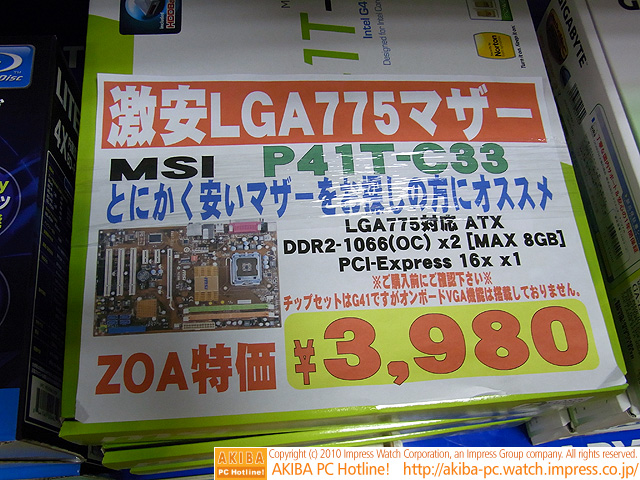 Intel G4
Norton
GIGABYTE
Disc
激安LGA775マザー
MSI P41T-C33
とにかく安いマザーをお探しの方にオススメ
LGA775対応 ATX
DDR2-1066(OC) x2 [MAX 8GB]
PCI-Express 16x x1
※ご購入前にご確認下さい※
チップセットはG41ですがオンボードVGA機能は搭載しておりません。
ZOA特価 ¥3,980
AKIBA PC Hotline!
Copyright (c) 2010 Impress Watch Corporation, an Impress Group company. All rights reserved.
AKIBA PC Hotline! http://akiba-pc.watch.impress.co.jp/